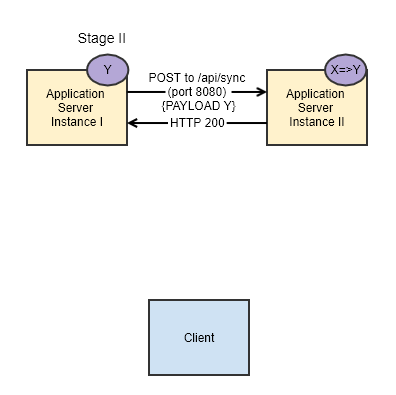 Stage II
Y
X=>Y
Application
Server
Instance I
POST to /api/sync
(port 8080)
{PAYLOAD Y}
HTTP 200
Application
Server
Instance II
Client